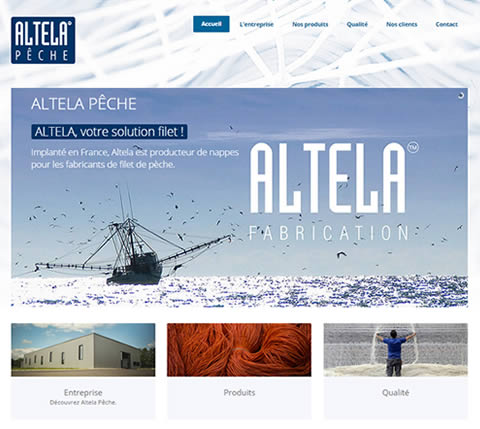 ALTELA®
PÊCHE
Accueil
L'entreprise
Nos produits
Qualité
Nos clients
Contact
ALTELA PÊCHE
ALTELA, votre solution filet !
Implanté en France, Altela est producteur de nappes
pour les fabricants de filet de pèche.
ALTELA™
FABRICATION
Entreprise
Découvrez Altela Pêche.
Produits
Qualité